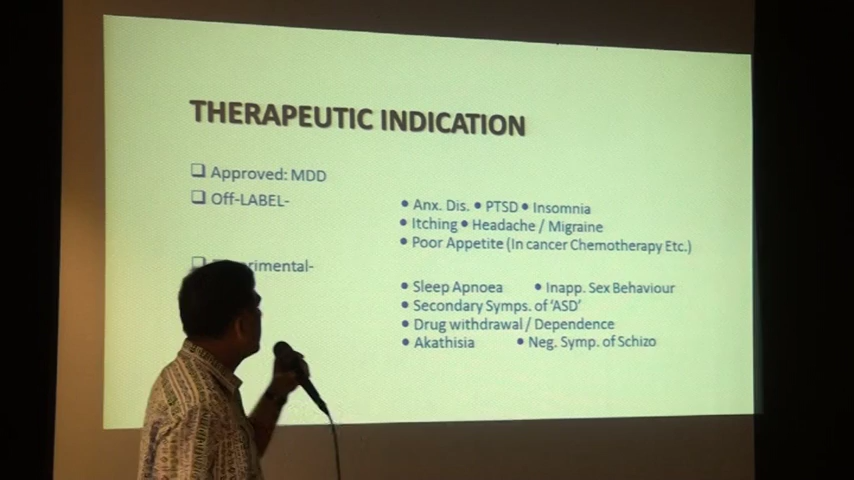 THERAPEUTIC INDICATION
❑ Approved: MDD
❑ Off-LABEL-
• Anx. Dis. • PTSD • Insomnia
• Itching • Headache / Migraine
• Poor Appetite (In cancer Chemotherapy Etc.)
• Sleep Apnoea • Inapp. Sex Behaviour
• Secondary Symps. of 'ASD'
• Drug withdrawal / Dependence
• Akathisia • Neg. Symp. of Schizo